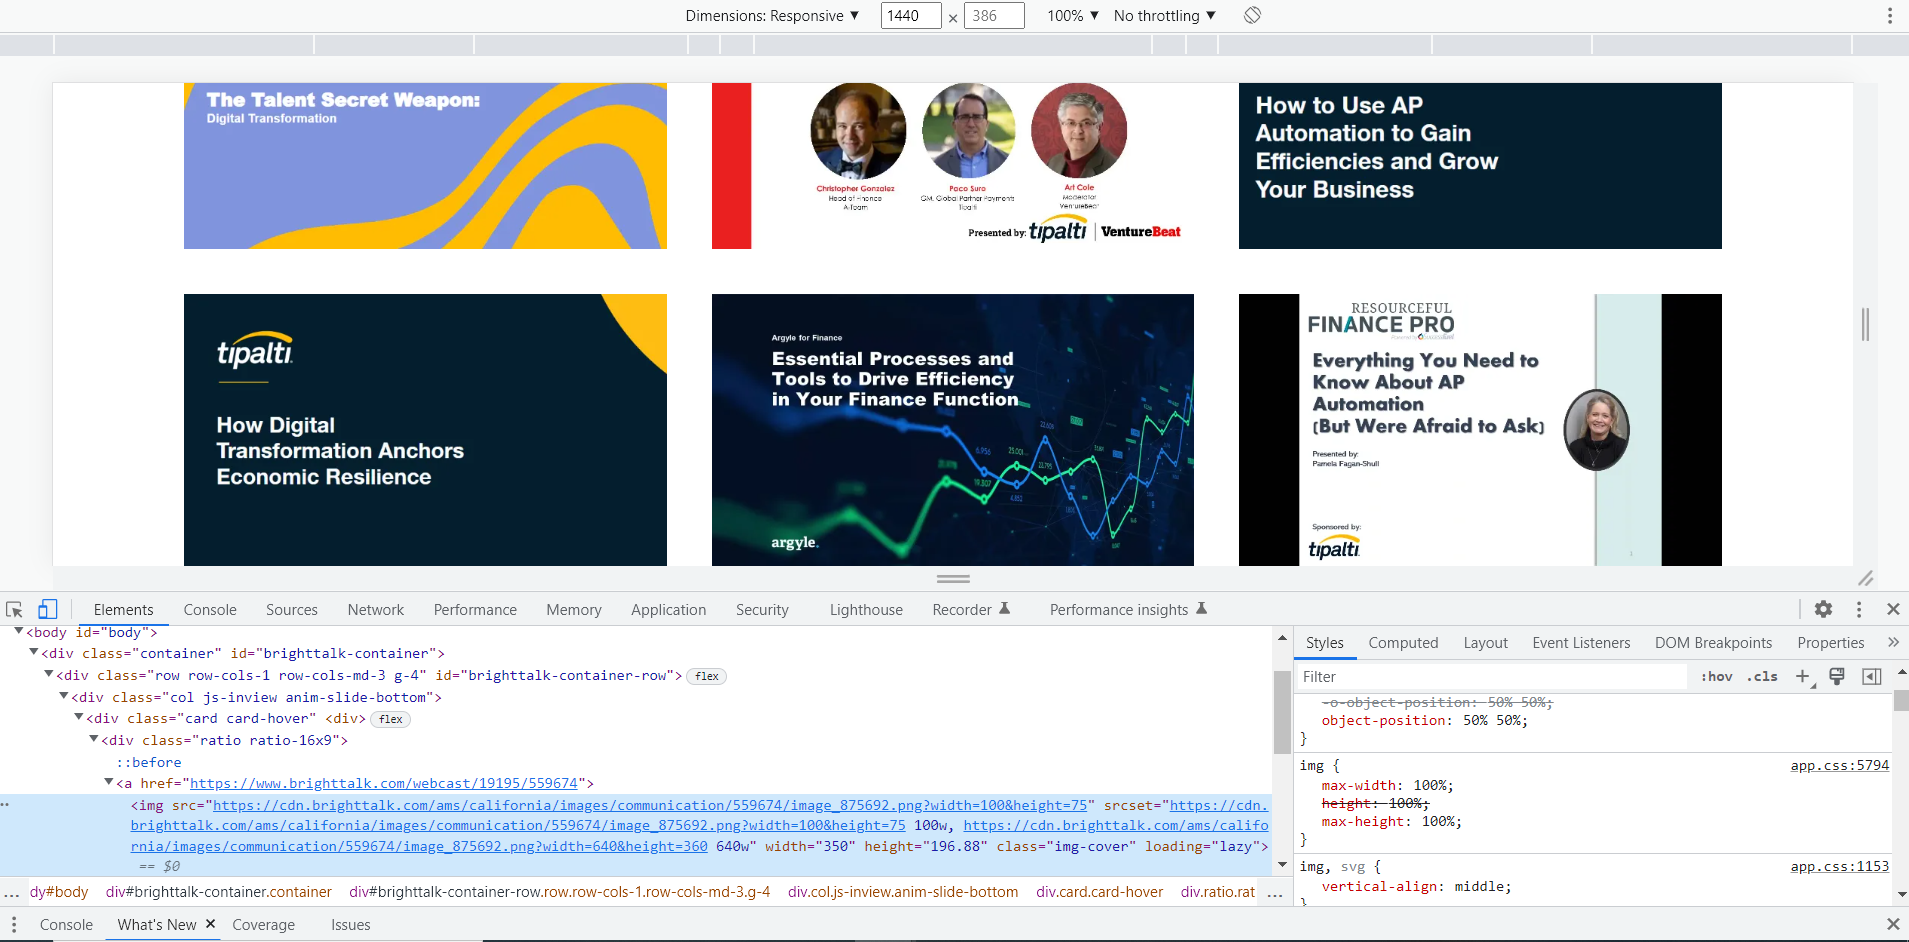 Dimensions: Responsive ▼ 1440 × 386 100% ▼ No throttling ▼
The Talent Secret Weapon:
Digital Transformation
Christopher Gonzalez
Head of Finance
A-Team
Paco Suro
GM, Global Partner Payments
Tipalti
Art Cole
Moderator
VentureBeat
Presented by: tipalti | VentureBeat
How to Use AP
Automation to Gain
Efficiencies and Grow
Your Business
tipalti.
How Digital
Transformation Anchors
Economic Resilience
Argyle for Finance
Essential Processes and
Tools to Drive Efficiency
in Your Finance Function
6,956
25,001
22,606
22,795
19,307
4,852
argyle.
RESOURCEFUL
FINANCE PRO
Everything You Need to
Know About AP
Automation
(But Were Afraid to Ask)
Presented by:
Pamela Fagan-Shull
Sponsored by:
tipalti
1
Elements Console Sources Network Performance Memory Application Security Lighthouse Recorder Performance insights
<body id="body">
<div class="container" id="brighttalk-container">
<div class="row row-cols-1 row-cols-md-3 g-4" id="brighttalk-container-row"> flex
<div class="col js-inview anim-slide-bottom">
<div class="card card-hover" <div> flex
<div class="ratio ratio-16x9">
::before
<a href="https://www.brighttalk.com/webcast/19195/559674">
<img src="https://cdn.brighttalk.com/ams/california/images/communication/559674/image_875692.png?width=100&height=75" srcset="https://cdn.
brighttalk.com/ams/california/images/communication/559674/image_875692.png?width=100&height=75 100w, https://cdn.brighttalk.com/ams/califo
rnia/images/communication/559674/image_875692.png?width=640&height=360 640w" width="350" height="196.88" class="img-cover" loading="lazy">
== $0
... dy#body div#brighttalk-container.container div#brighttalk-container-row.row.row-cols-1.row-cols-md-3.g-4 div.col.js-inview.anim-slide-bottom div.card.card-hover div.ratio.rat ...
Styles Computed Layout Event Listeners DOM Breakpoints Properties »
Filter :hov .cls +
-o-object-position: 50% 50%;
object-position: 50% 50%;
}
img { app.css:5794
max-width: 100%;
height: 100%;
max-height: 100%;
}
img, svg { app.css:1153
vertical-align: middle;
}
Console What's New × Coverage Issues